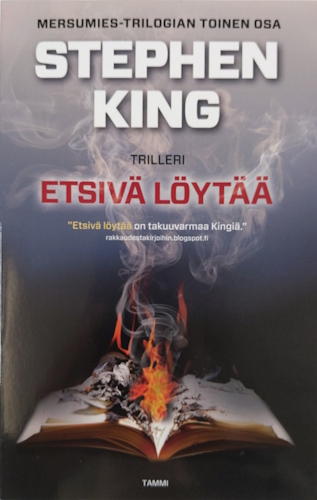 MERSUMIES-TRILOGIAN TOINEN OSA
STEPHEN
KING
TRILLERI
ETSIVÄ LÖYTÄÄ
"Etsivä löytää on takuuvarmaa Kingiä."
rakkaudestakirjoihin.blogspot.fi
TAMMI